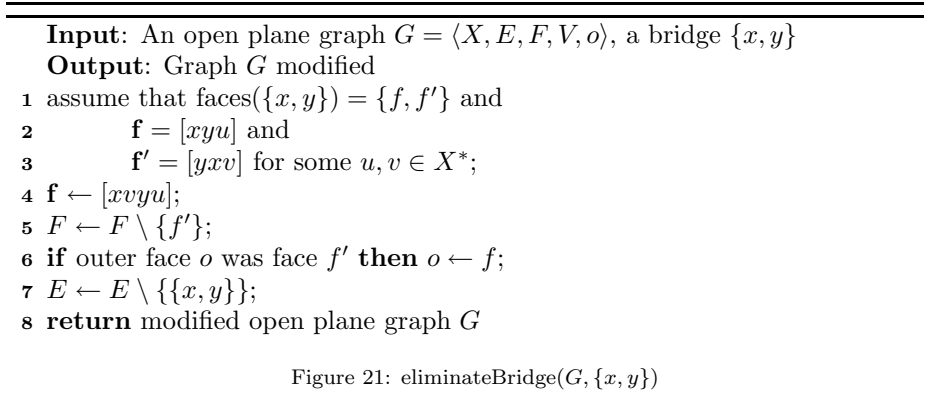 Input: An open plane graph G = ⟨X, E, F, V, o⟩, a bridge {x, y}
Output: Graph G modified
1 assume that faces({x, y}) = {f, f′} and
2 f = [xyu] and
3 f′ = [yxv] for some u, v ∈ X*;
4 f ← [xvyu];
5 F ← F \ {f′};
6 if outer face o was face f′ then o ← f;
7 E ← E \ {{x, y}};
8 return modified open plane graph G
Figure 21: eliminateBridge(G, {x, y})